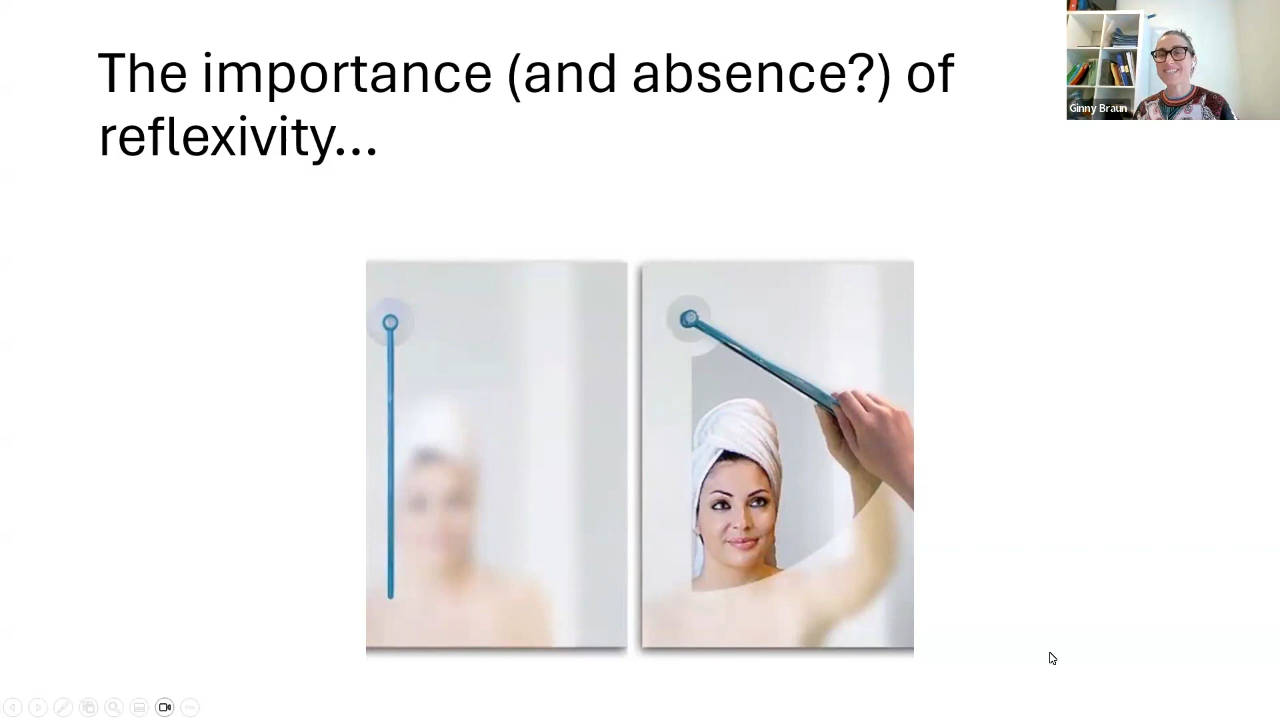 The importance (and absence?) of
reflexivity...
Ginny Braun